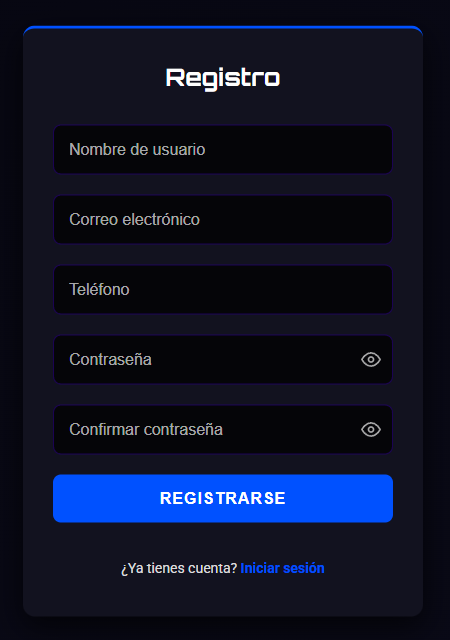 Registro
Nombre de usuario
Correo electrónico
Teléfono
Contraseña
Confirmar contraseña
REGISTRARSE
¿Ya tienes cuenta? Iniciar sesión